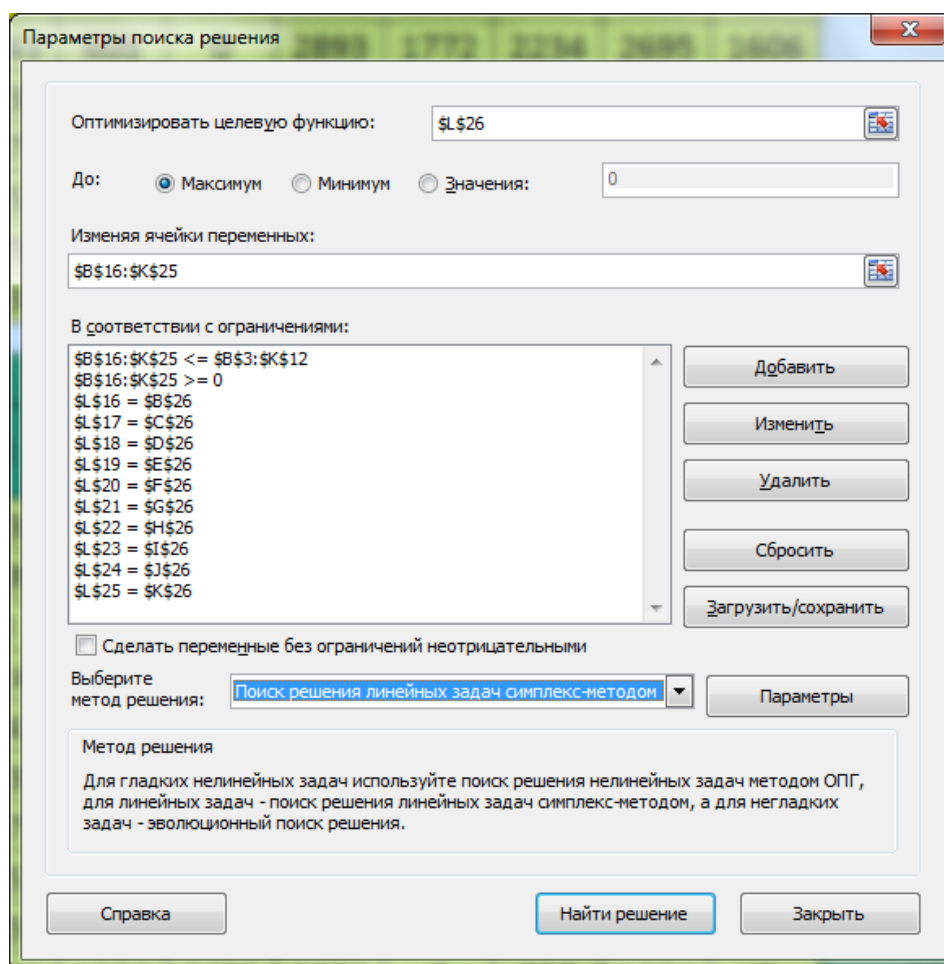 2893 1772 2294 2695 1606
Параметры поиска решения
Оптимизировать целевую функцию: $L$26
До: Максимум Минимум Значения: 0
Изменяя ячейки переменных:
$B$16:$K$25
В соответствии с ограничениями:
$B$16:$K$25 <= $B$3:$K$12
$B$16:$K$25 >= 0
$L$16 = $B$26
$L$17 = $C$26
$L$18 = $D$26
$L$19 = $E$26
$L$20 = $F$26
$L$21 = $G$26
$L$22 = $H$26
$L$23 = $I$26
$L$24 = $J$26
$L$25 = $K$26
Добавить
Изменить
Удалить
Сбросить
Загрузить/сохранить
Сделать переменные без ограничений неотрицательными
Выберите
метод решения:
Поиск решения линейных задач симплекс-методом
Параметры
Метод решения
Для гладких нелинейных задач используйте поиск решения нелинейных задач методом ОПГ,
для линейных задач - поиск решения линейных задач симплекс-методом, а для негладких
задач - эволюционный поиск решения.
Справка Найти решение Закрыть